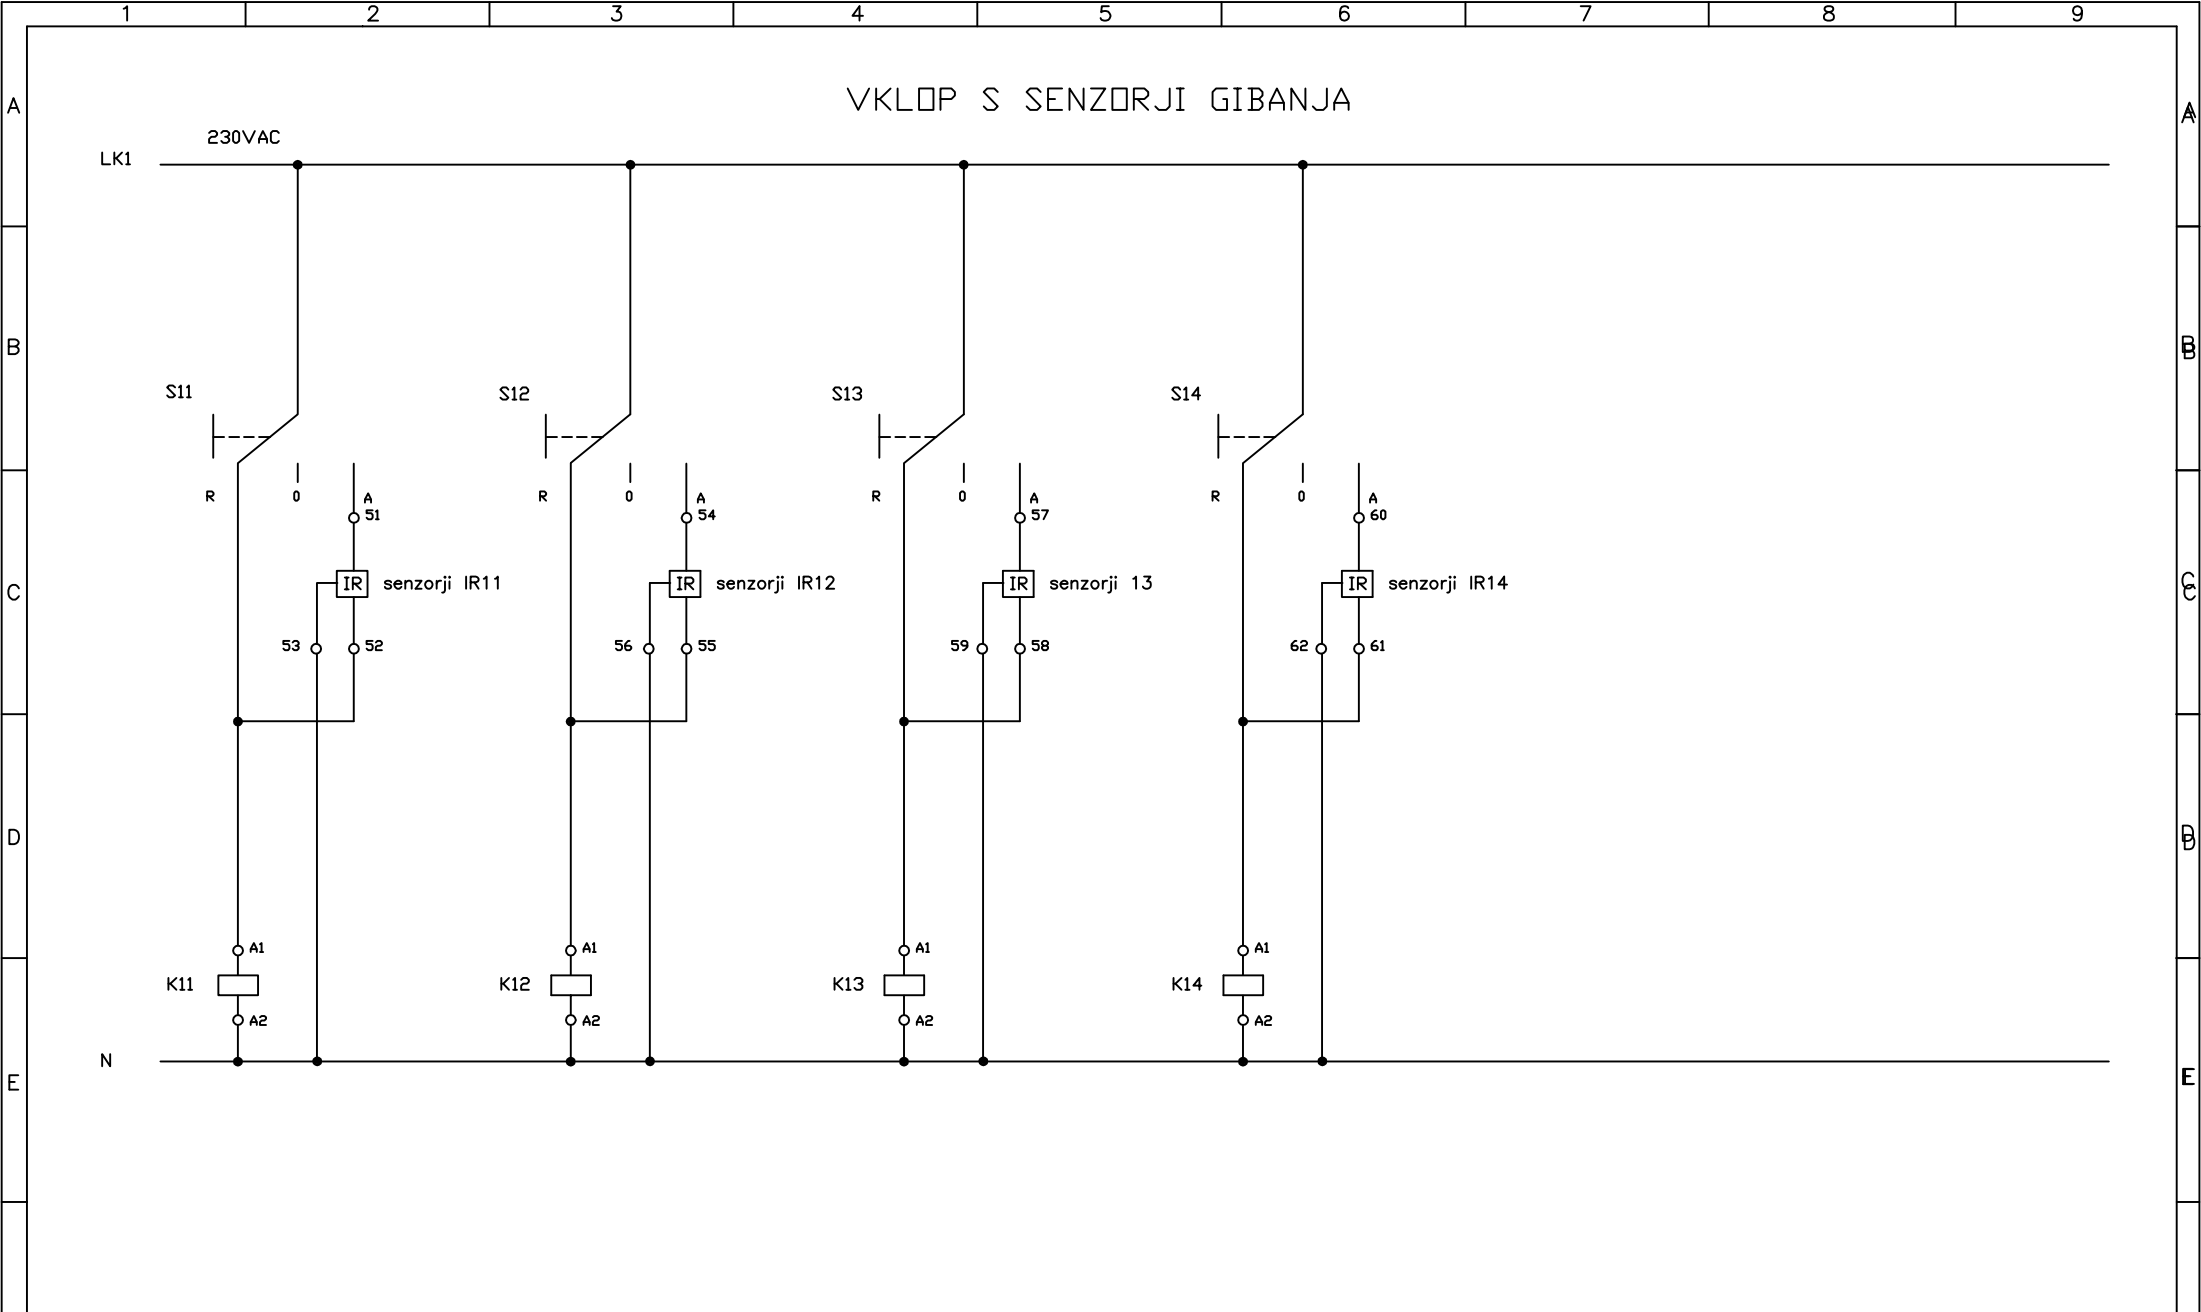 1 2 3 4 5 6 7 8 9
VKLOP S SENZORJI GIBANJA
A A A
230VAC
LK1
B B B
S11 S12 S13 S14
R 0 A R 0 A R 0 A R 0 A
51 54 57 60
C IR senzorji IR11 IR senzorji IR12 IR senzorji 13 IR senzorji IR14 C C
53 52 56 55 59 58 62 61
D D D
A1 A1 A1 A1
K11 K12 K13 K14
A2 A2 A2 A2
N
E E E